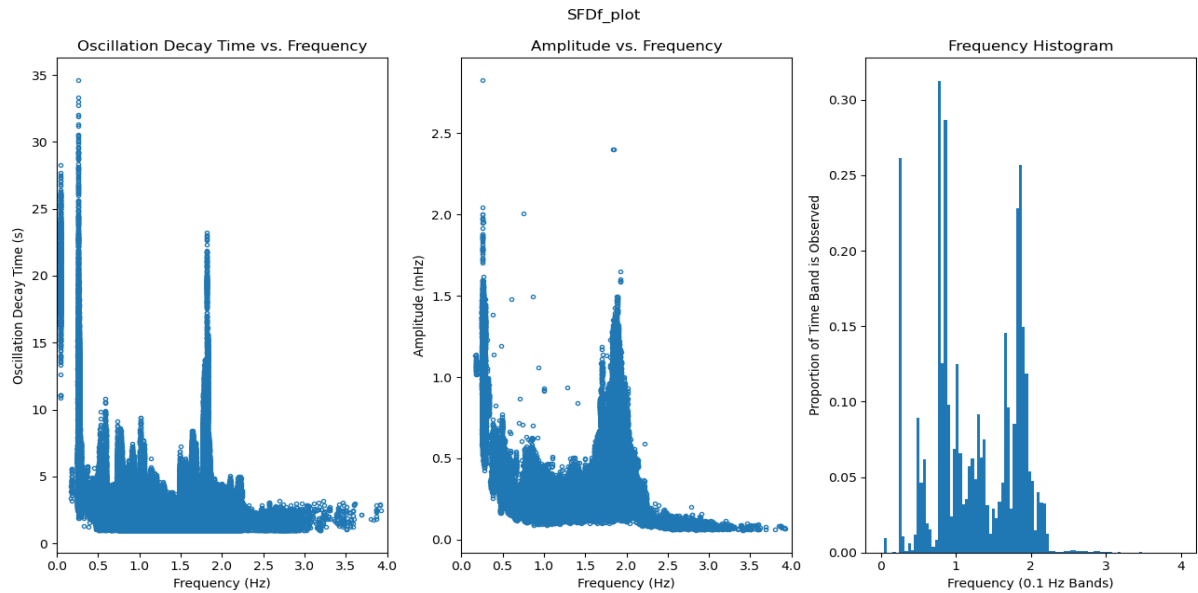 SFDf_plot
Oscillation Decay Time vs. Frequency
Oscillation Decay Time (s)
35
30
25
20
15
10
5
0
0.0 0.5 1.0 1.5 2.0 2.5 3.0 3.5 4.0
Frequency (Hz)
Amplitude vs. Frequency
Amplitude (mHz)
2.5
2.0
1.5
1.0
0.5
0.0
0.0 0.5 1.0 1.5 2.0 2.5 3.0 3.5 4.0
Frequency (Hz)
Frequency Histogram
Proportion of Time Band is Observed
0.30
0.25
0.20
0.15
0.10
0.05
0.00
0 1 2 3 4
Frequency (0.1 Hz Bands)